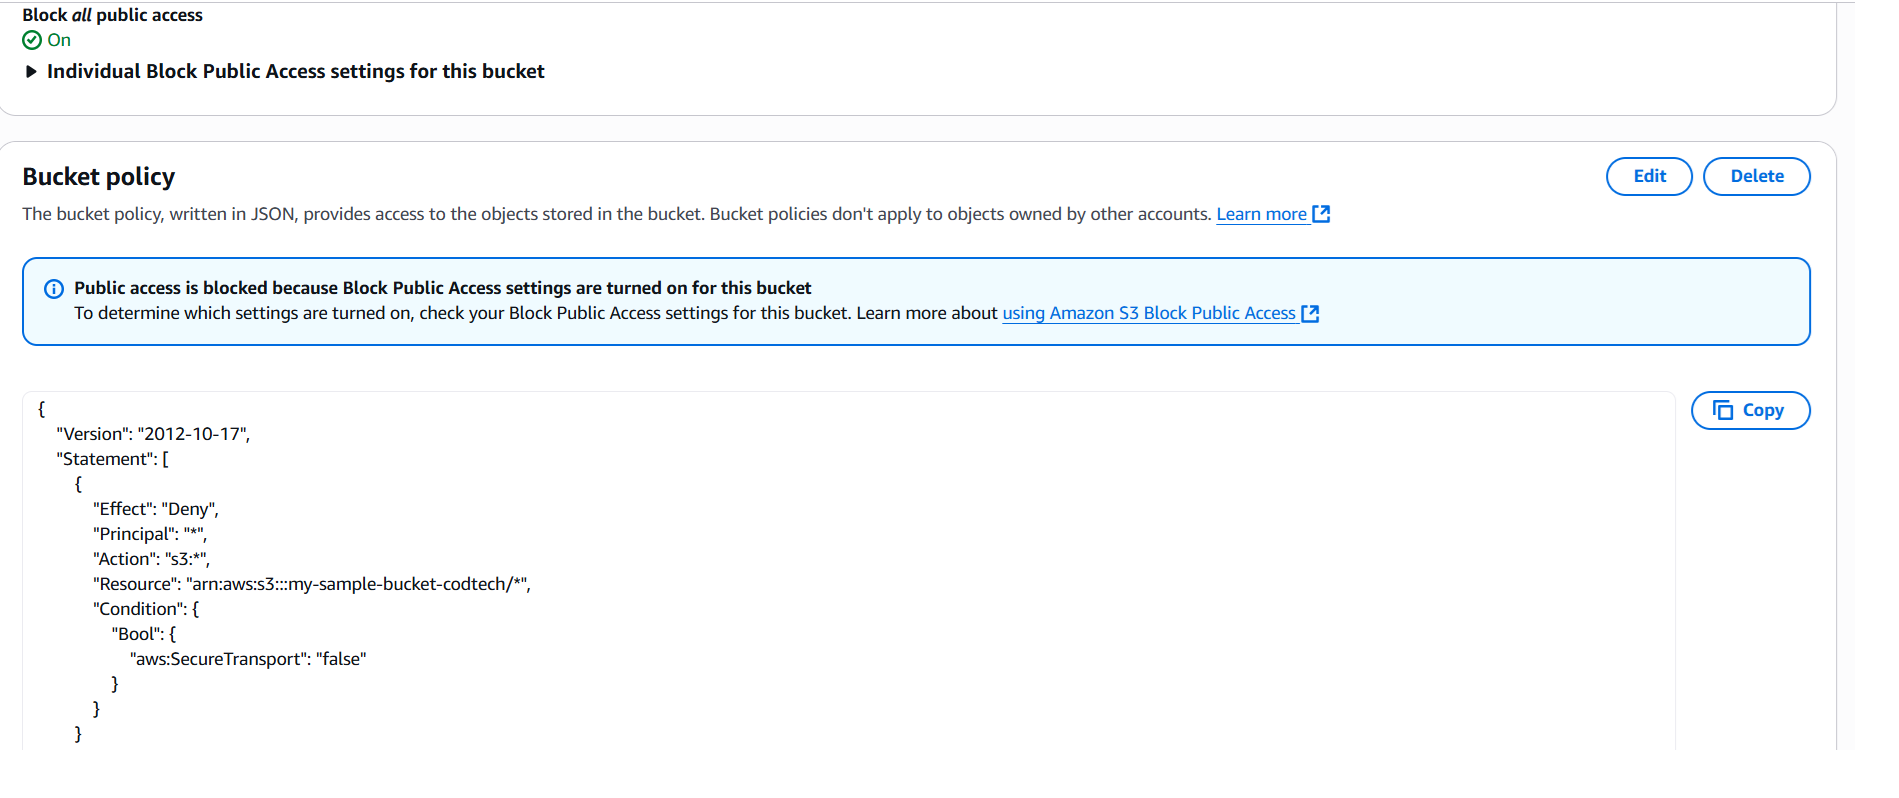 Block all public access
On
Individual Block Public Access settings for this bucket
Bucket policy
Edit
Delete
The bucket policy, written in JSON, provides access to the objects stored in the bucket. Bucket policies don't apply to objects owned by other accounts. Learn more
Public access is blocked because Block Public Access settings are turned on for this bucket
To determine which settings are turned on, check your Block Public Access settings for this bucket. Learn more about using Amazon S3 Block Public Access
Copy
{
"Version": "2012-10-17",
"Statement": [
{
"Effect": "Deny",
"Principal": "*",
"Action": "s3:*",
"Resource": "arn:aws:s3:::my-sample-bucket-codtech/*",
"Condition": {
"Bool": {
"aws:SecureTransport": "false"
}
}
}